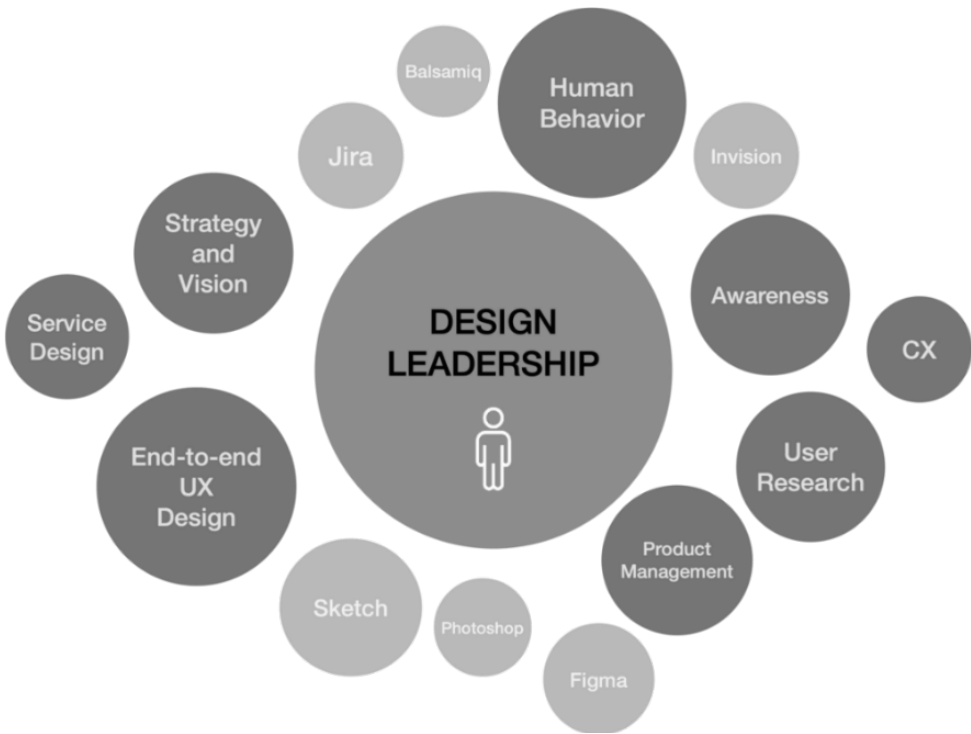 Balsamiq
Human
Behavior
Jira
Invision
Strategy
and
Vision
Awareness
Service
Design
CX
DESIGN
LEADERSHIP
End-to-end
UX
Design
User
Research
Product
Management
Sketch
Photoshop
Figma